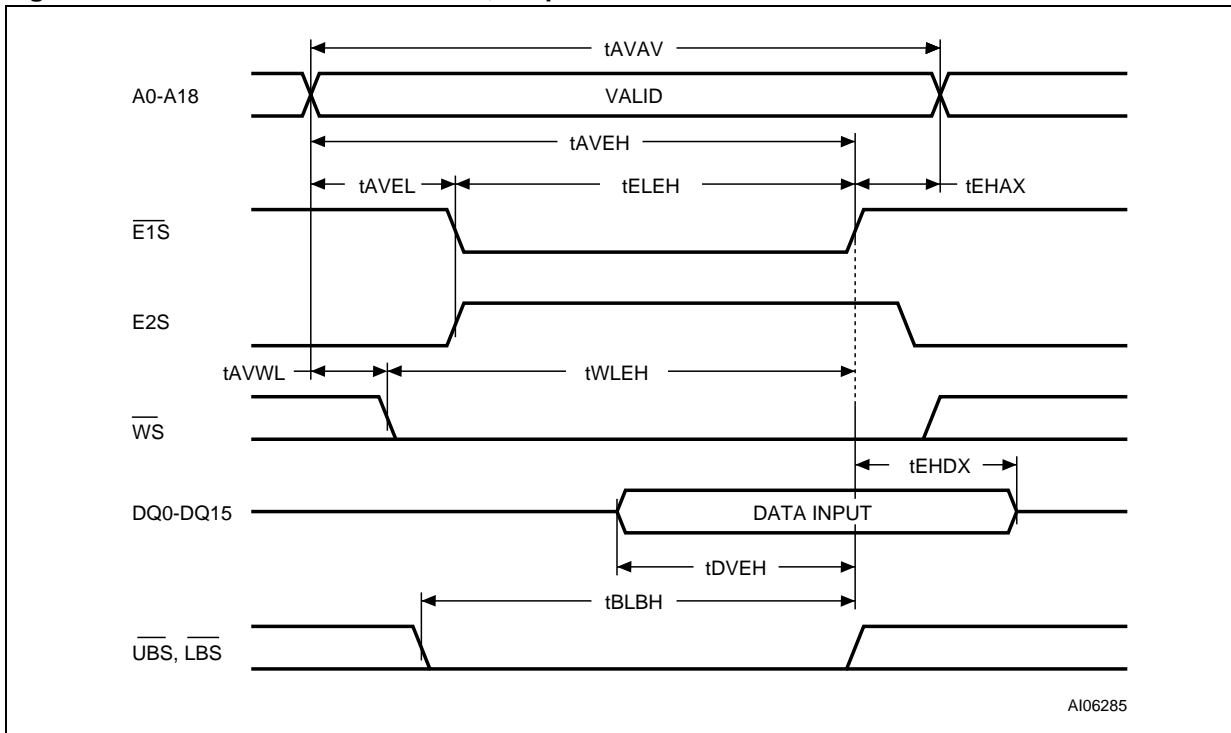 tAVAV
A0-A18
VALID
tAVEH
tAVEL
tELEH
tEHAX
E1S
E2S
tAVWL
tWLEH
WS
tEHDX
DQ0-DQ15
DATA INPUT
tDVEH
tBLBH
UBS, LBS
AI06285